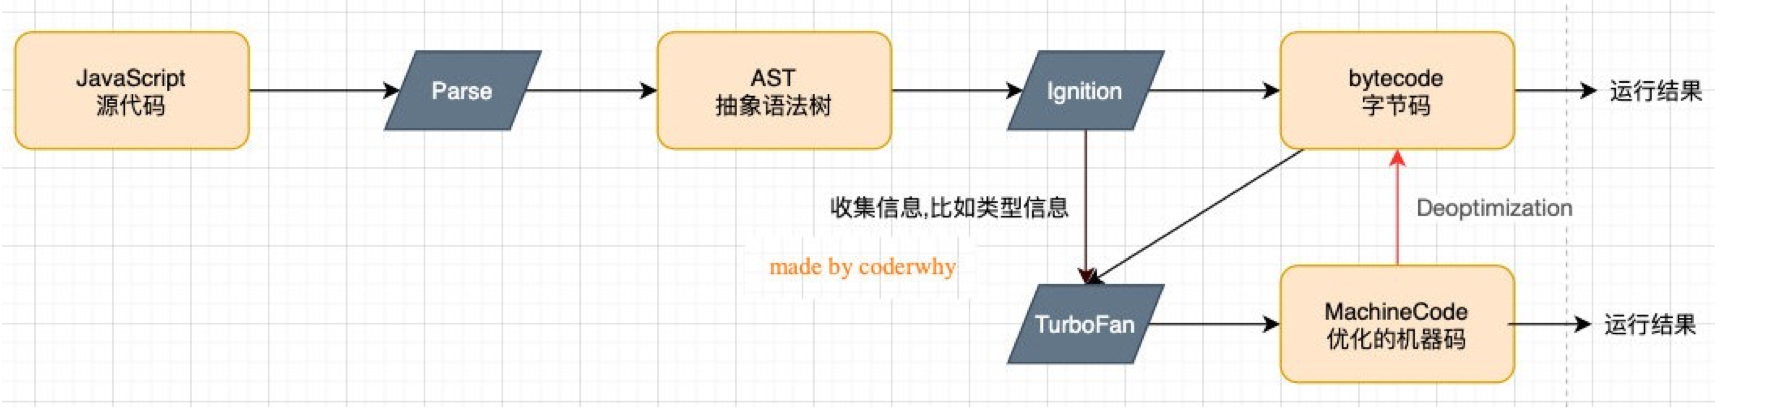 JavaScript
源代码
Parse
AST
抽象语法树
Ignition
bytecode
字节码
运行结果
收集信息,比如类型信息
Deoptimization
made by coderwhy
TurboFan
MachineCode
优化的机器码
运行结果